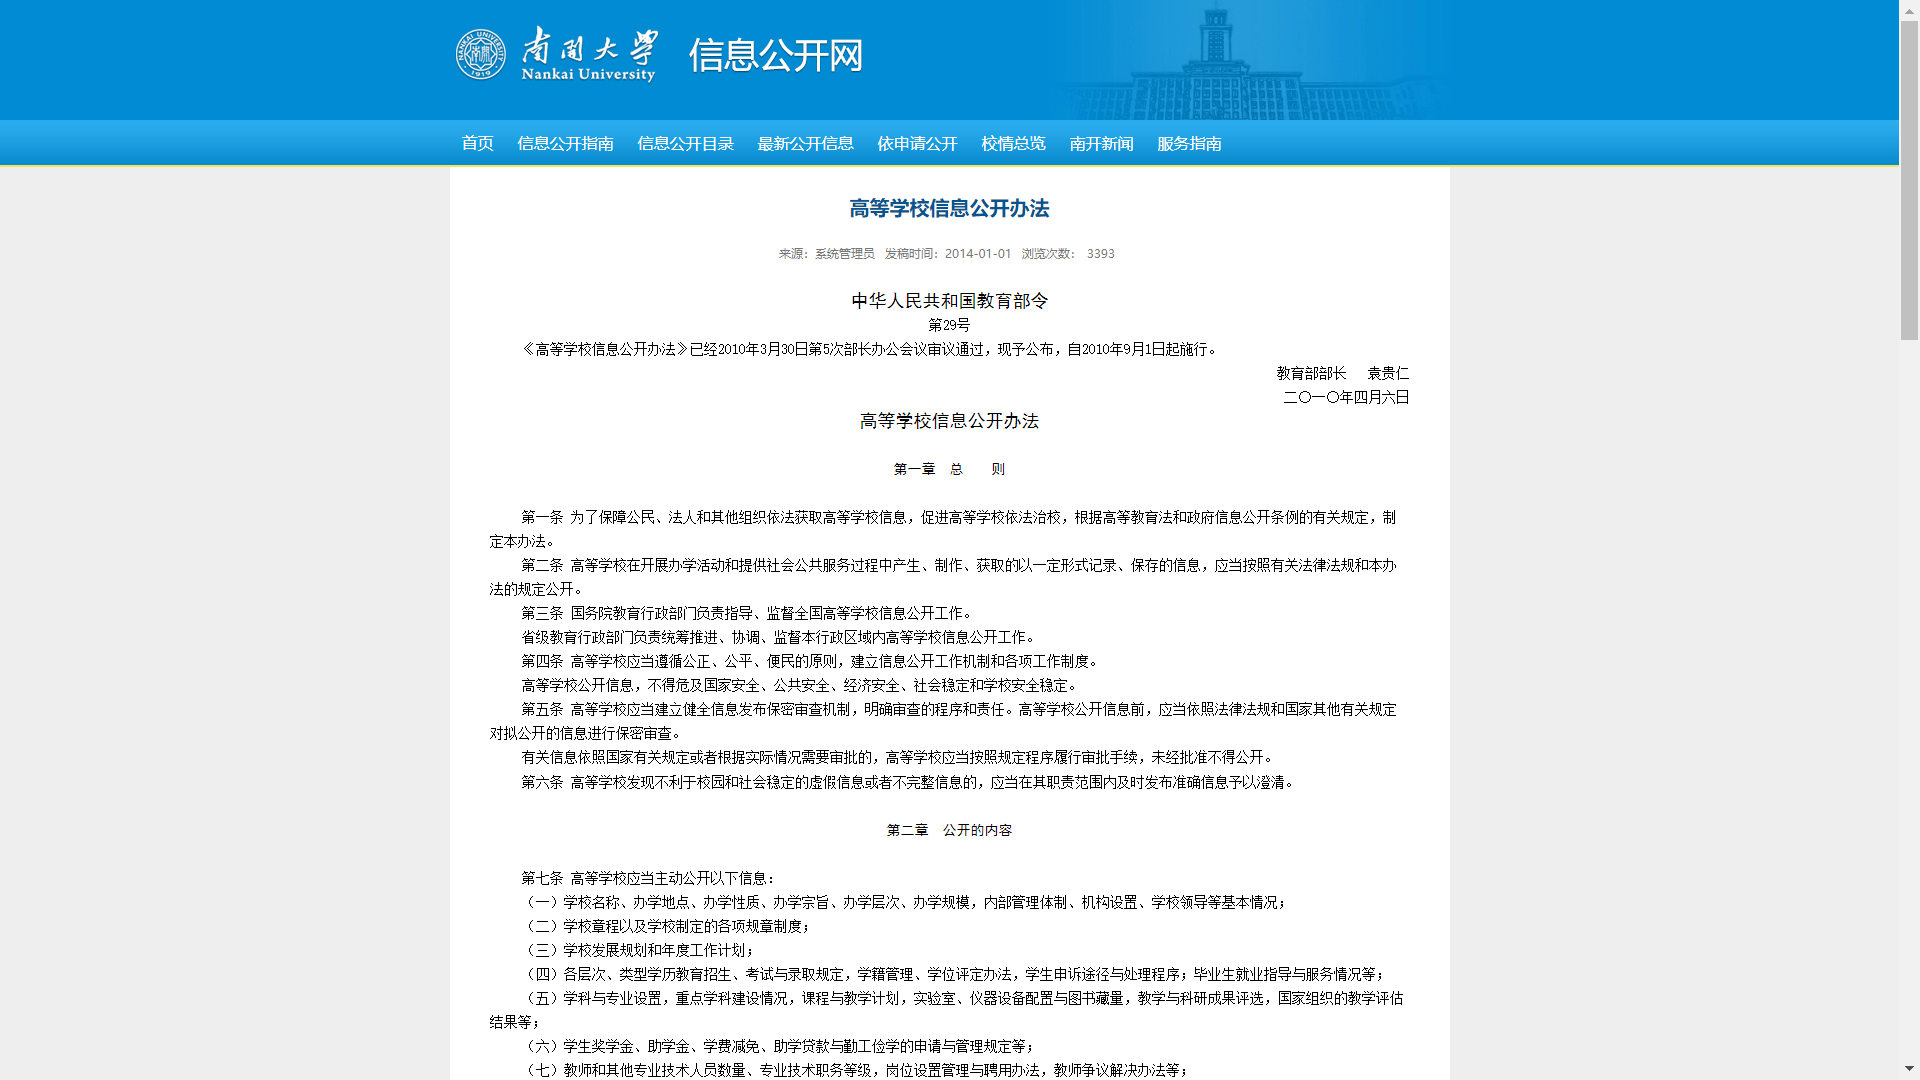 南開大學
Nankai University
信息公开网
NANKAI UNIVERSITY
1919
首页 信息公开指南 信息公开目录 最新公开信息 依申请公开 校情总览 南开新闻 服务指南
高等学校信息公开办法
来源：系统管理员 发稿时间：2014-01-01 浏览次数： 3393
中华人民共和国教育部令
第29号
《高等学校信息公开办法》已经2010年3月30日第5次部长办公会议审议通过，现予公布，自2010年9月1日起施行。
教育部部长 袁贵仁
二〇一〇年四月六日
高等学校信息公开办法
第一章 总 则
第一条 为了保障公民、法人和其他组织依法获取高等学校信息，促进高等学校依法治校，根据高等教育法和政府信息公开条例的有关规定，制
定本办法。
第二条 高等学校在开展办学活动和提供社会公共服务过程中产生、制作、获取的以一定形式记录、保存的信息，应当按照有关法律法规和本办
法的规定公开。
第三条 国务院教育行政部门负责指导、监督全国高等学校信息公开工作。
省级教育行政部门负责统筹推进、协调、监督本行政区域内高等学校信息公开工作。
第四条 高等学校应当遵循公正、公平、便民的原则，建立信息公开工作机制和各项工作制度。
高等学校公开信息，不得危及国家安全、公共安全、经济安全、社会稳定和学校安全稳定。
第五条 高等学校应当建立健全信息发布保密审查机制，明确审查的程序和责任。高等学校公开信息前，应当依照法律法规和国家其他有关规定
对拟公开的信息进行保密审查。
有关信息依照国家有关规定或者根据实际情况需要审批的，高等学校应当按照规定程序履行审批手续，未经批准不得公开。
第六条 高等学校发现不利于校园和社会稳定的虚假信息或者不完整信息的，应当在其职责范围内及时发布准确信息予以澄清。
第二章 公开的内容
第七条 高等学校应当主动公开以下信息：
（一）学校名称、办学地点、办学性质、办学宗旨、办学层次、办学规模，内部管理体制、机构设置、学校领导等基本情况；
（二）学校章程以及学校制定的各项规章制度；
（三）学校发展规划和年度工作计划；
（四）各层次、类型学历教育招生、考试与录取规定，学籍管理、学位评定办法，学生申诉途径与处理程序；毕业生就业指导与服务情况等；
（五）学科与专业设置，重点学科建设情况，课程与教学计划，实验室、仪器设备配置与图书藏量，教学与科研成果评选，国家组织的教学评估
结果等；
（六）学生奖学金、助学金、学费减免、助学贷款与勤工俭学的申请与管理规定等；
（七）教师和其他专业技术人员数量、专业技术职务等级，岗位设置管理与聘用办法，教师争议解决办法等；